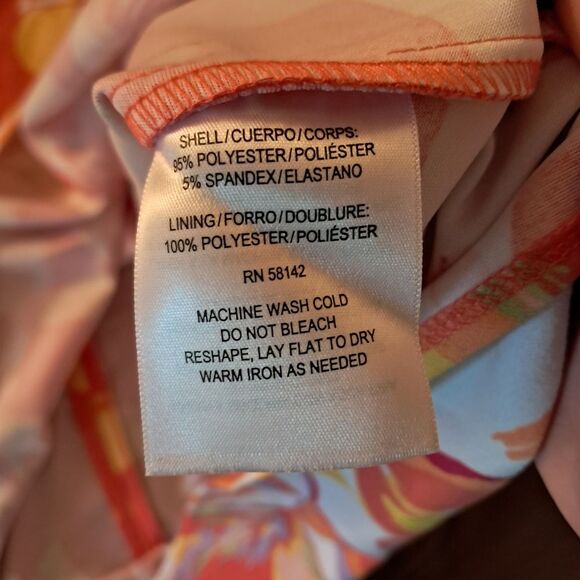 SHELL/CUERPO/CORPS:
95% POLYESTER/POLIÉSTER
5% SPANDEX/ELASTANO
LINING/FORRO/DOUBLURE:
100% POLYESTER/POLIÉSTER
RN 58142
MACHINE WASH COLD
DO NOT BLEACH
RESHAPE, LAY FLAT TO DRY
WARM IRON AS NEEDED